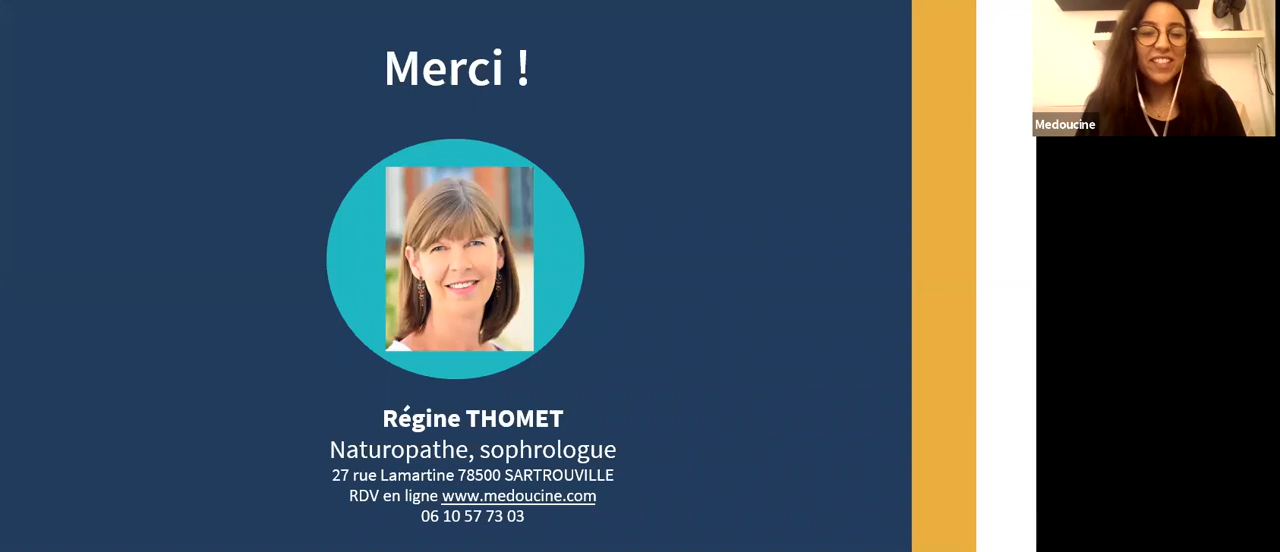 Merci !
Medoucine
Régine THOMET
Naturopathe, sophrologue
27 rue Lamartine 78500 SARTROUVILLE
RDV en ligne www.medoucine.com
06 10 57 73 03